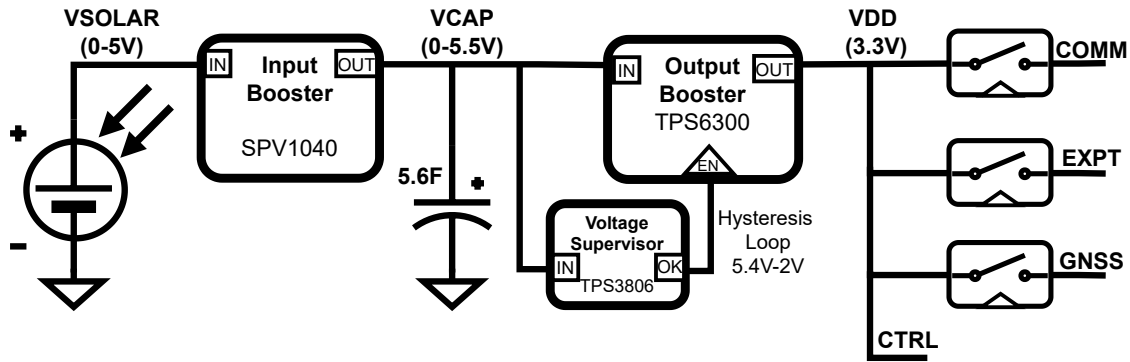 VSOLAR
(0-5V)
IN
Input
Booster
OUT
SPV1040
VCAP
(0-5.5V)
5.6F
+
+
-
IN
Output
Booster
OUT
TPS6300
EN
Voltage
Supervisor
IN
OK
TPS3806
Hysteresis
Loop
5.4V-2V
VDD
(3.3V)
COMM
EXPT
GNSS
CTRL